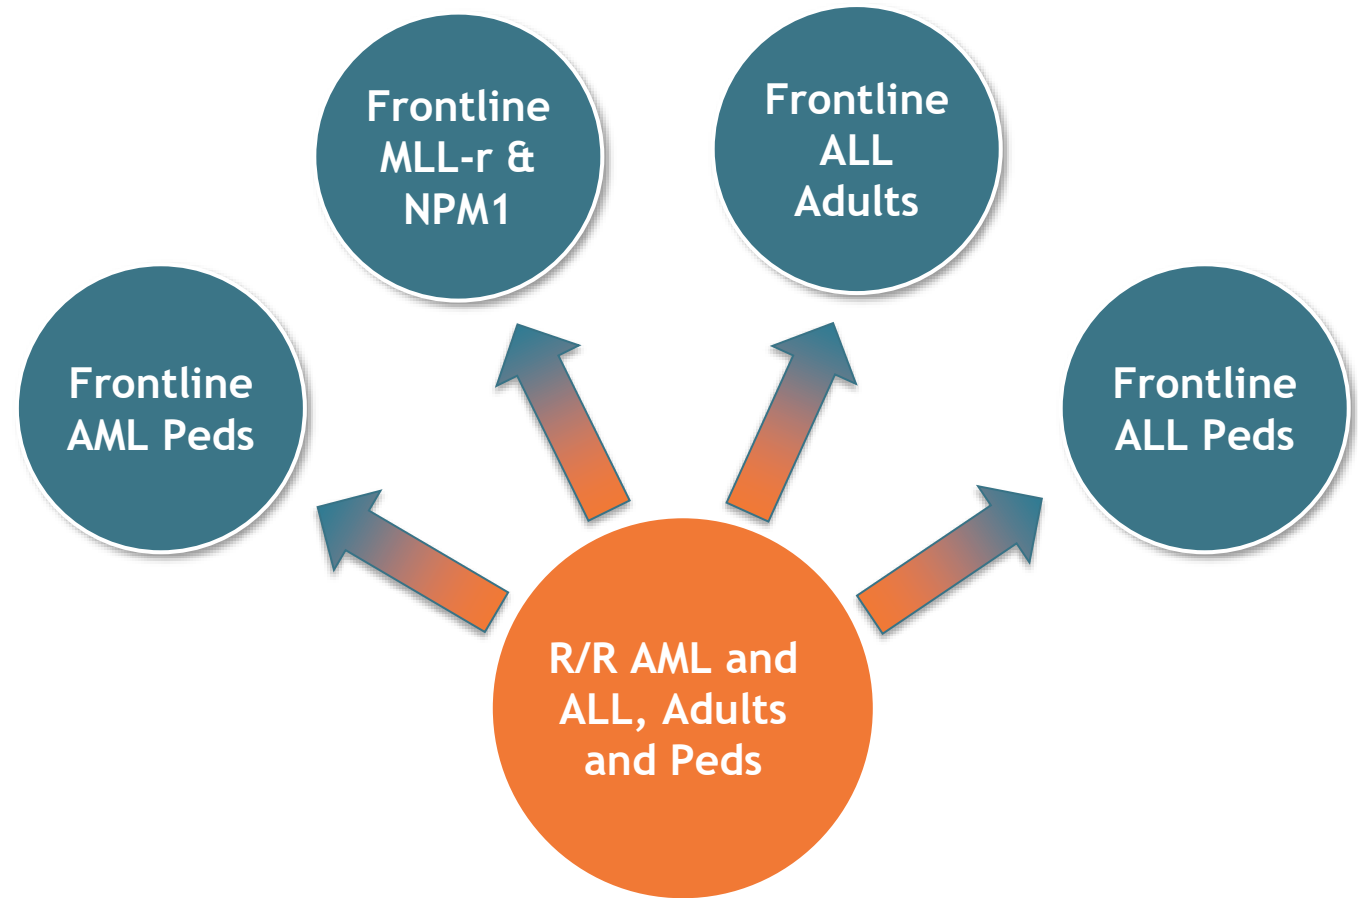 Frontline
MLL-r &
NPM1
Frontline
ALL
Adults
Frontline
AML Peds
Frontline
ALL Peds
R/R AML and
ALL, Adults
and Peds